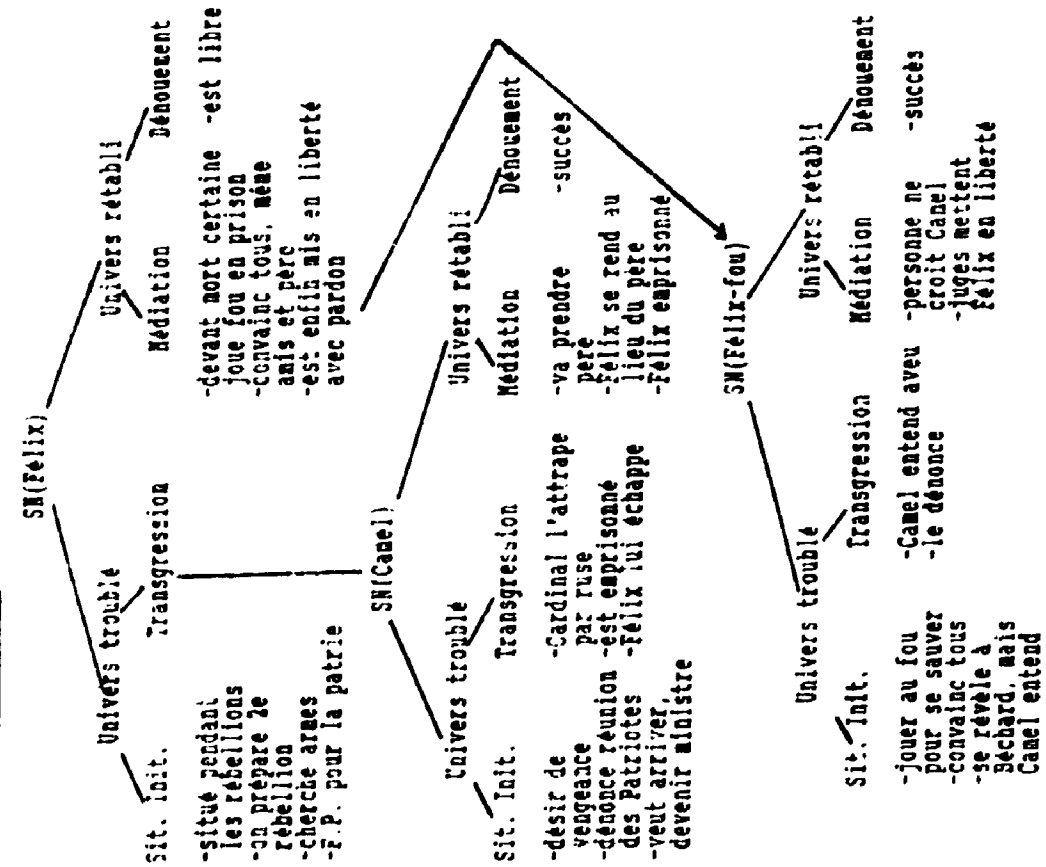 SN(Félix)
Univers troublé
Univers rétabli
Sit. Init.
Transgression
Médiation
Dénouement
-situé pendant
les rébellions
-on prépare 2e
rébellion
-cherche armes
-F.P. pour la patrie
-devant mort certaine
joue fou en prison
-convainc tous, même
amis et père
-est enfin mis en liberté
avec pardon
-est libre
SN(Camel)
Univers troublé
Univers rétabli
Sit. Init.
Transgression
Médiation
Dénouement
-désir de
vengeance
-dénonce réunion
des Patriotes
-veut arriver,
devenir ministre
-Cardinal l'attrape
par ruse
-est emprisonné
-Félix lui échappe
-va prendre
père
-Félix se rend au
lieu du père
-Félix emprisonné
-succès
SN(Félix-fou)
Univers troublé
Univers rétabli
Sit. Init.
Transgression
Médiation
Dénouement
-jouer au fou
pour se sauver
-convainc tous
-se révèle à
Béchard, mais
Camel entend
-Camel entend aveu
-le dénonce
-personne ne
croit Camel
-juges mettent
Félix en liberté
-succès